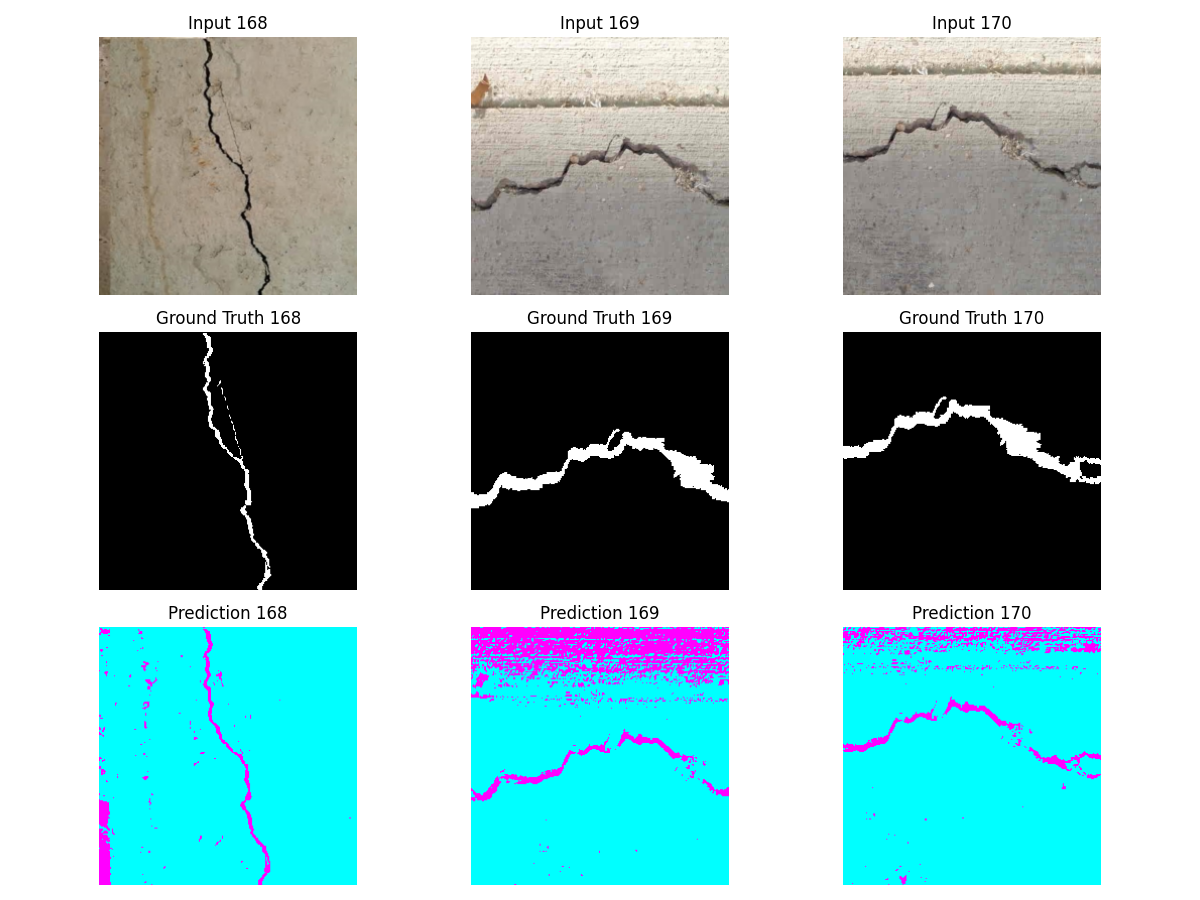 Input 168
Input 169
Input 170
Ground Truth 168
Ground Truth 169
Ground Truth 170
Prediction 168
Prediction 169
Prediction 170